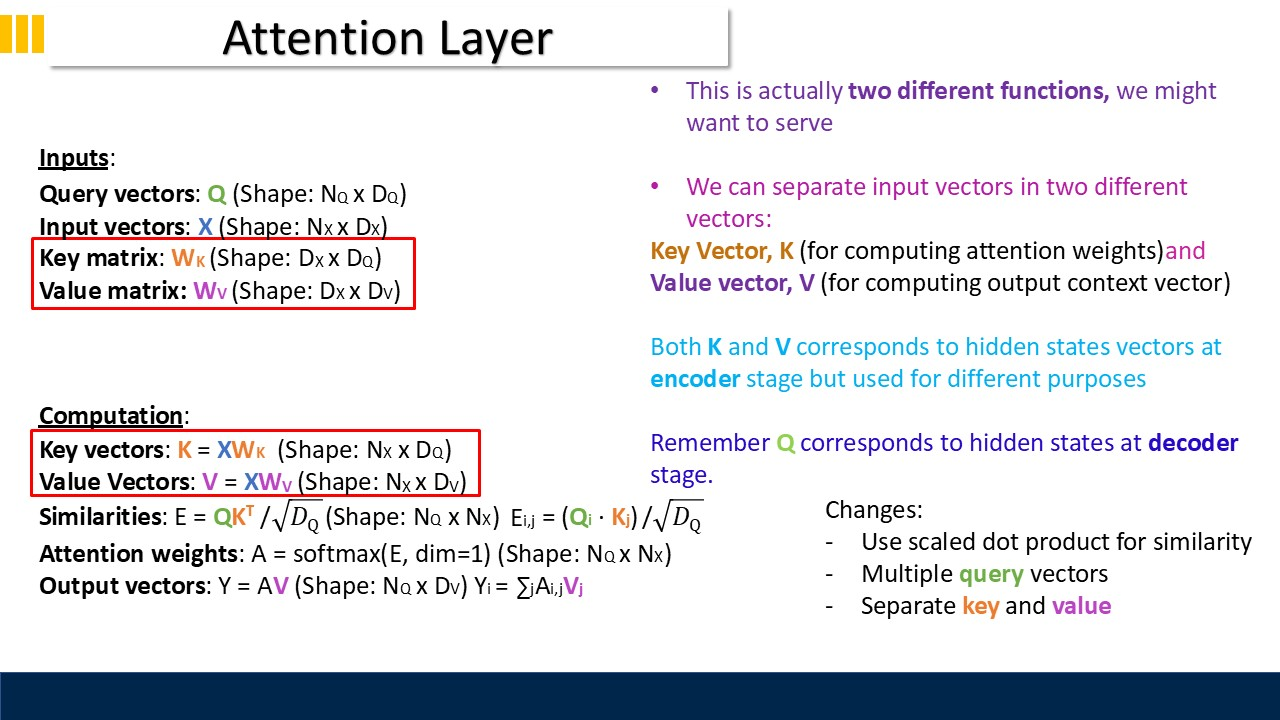 Attention Layer
Inputs:
Query vectors: Q (Shape: NQ x DQ)
Input vectors: X (Shape: NX x DX)
Key matrix: WK (Shape: DX x DQ)
Value matrix: WV (Shape: DX x DV)
Computation:
Key vectors: K = XWK (Shape: NX x DQ)
Value Vectors: V = XWV (Shape: NX x DV)
Similarities: E = QKᵀ /√DQ (Shape: NQ x NX) Ei,j = (Qi · Kj) /√DQ
Attention weights: A = softmax(E, dim=1) (Shape: NQ x NX)
Output vectors: Y = AV (Shape: NQ x DV) Yi = ∑jAi,jVj
• This is actually two different functions, we might
want to serve
• We can separate input vectors in two different
vectors:
Key Vector, K (for computing attention weights)and
Value vector, V (for computing output context vector)
Both K and V corresponds to hidden states vectors at
encoder stage but used for different purposes
Remember Q corresponds to hidden states at decoder
stage.
Changes:
- Use scaled dot product for similarity
- Multiple query vectors
- Separate key and value